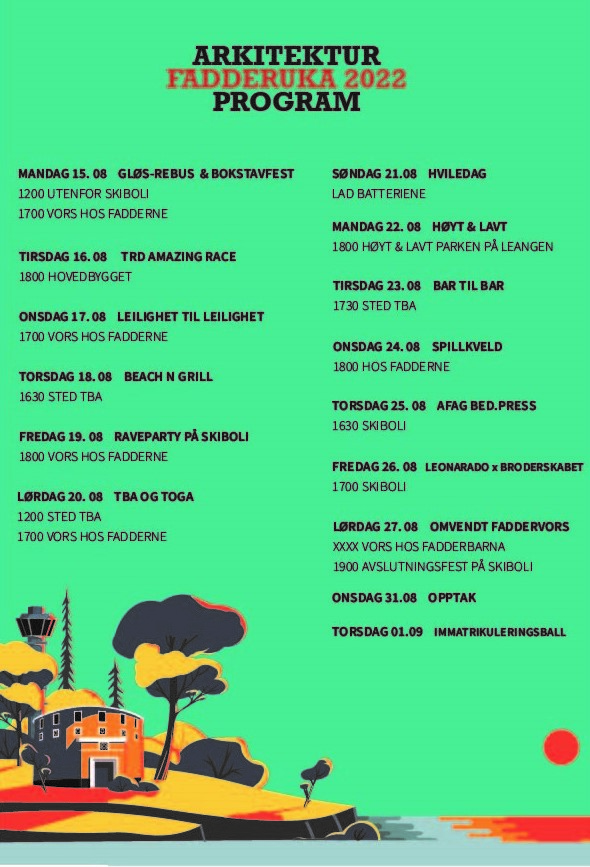 ARKITEKTUR
FADDERUKA 2022
PROGRAM
MANDAG 15. 08 GLØS-REBUS & BOKSTAVFEST
1200 UTENFOR SKIBOLI
1700 VORS HOS FADDERNE
TIRSDAG 16. 08 TRD AMAZING RACE
1800 HOVEDBYGGET
ONSDAG 17. 08 LEILIGHET TIL LEILIGHET
1700 VORS HOS FADDERNE
TORSDAG 18. 08 BEACH N GRILL
1630 STED TBA
FREDAG 19. 08 RAVEPARTY PÅ SKIBOLI
1800 VORS HOS FADDERNE
LØRDAG 20. 08 TBA OG TOGA
1200 STED TBA
1700 VORS HOS FADDERNE
SØNDAG 21.08 HVILEDAG
LAD BATTERIENE
MANDAG 22. 08 HØYT & LAVT
1800 HØYT & LAVT PARKEN PÅ LEANGEN
TIRSDAG 23. 08 BAR TIL BAR
1730 STED TBA
ONSDAG 24. 08 SPILLKVELD
1800 HOS FADDERNE
TORSDAG 25. 08 AFAG BED.PRESS
1630 SKIBOLI
FREDAG 26. 08 LEONARADO x BRODERSKABET
1700 SKIBOLI
LØRDAG 27. 08 OMVENDT FADDERVORS
XXXX VORS HOS FADDERBARNA
1900 AVSLUTNINGSFEST PÅ SKIBOLI
ONSDAG 31.08 OPPTAK
TORSDAG 01.09 IMMATRIKULERINGSBALL